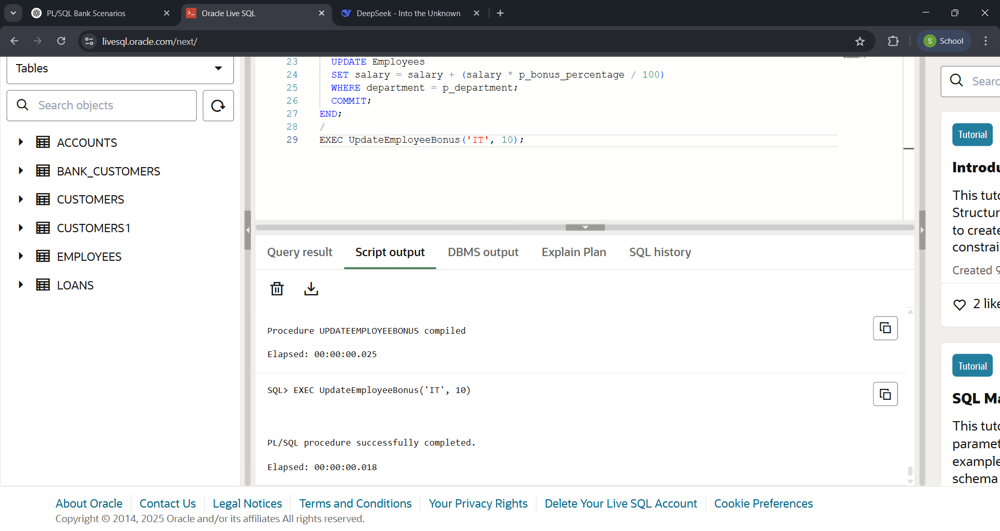 PL/SQL Bank Scenarios
Oracle Live SQL
DeepSeek - Into the Unknown
livesql.oracle.com/next/
S School
Tables
Search objects
ACCOUNTS
BANK_CUSTOMERS
CUSTOMERS
CUSTOMERS1
EMPLOYEES
LOANS
23 UPDATE Employees
24 SET salary = salary + (salary * p_bonus_percentage / 100)
25 WHERE department = p_department;
26 COMMIT;
27 END;
28 /
29 EXEC UpdateEmployeeBonus('IT', 10);
Query result Script output DBMS output Explain Plan SQL history
Procedure UPDATEEMPLOYEEBONUS compiled
Elapsed: 00:00:00.025
SQL> EXEC UpdateEmployeeBonus('IT', 10)
PL/SQL procedure successfully completed.
Elapsed: 00:00:00.018
Searc
Tutorial
Introdu
This tuto
Structur
to create
constrai
Created 9
2 like
Tutorial
SQL Ma
This tuto
paramet
example
schema
About Oracle Contact Us Legal Notices Terms and Conditions Your Privacy Rights Delete Your Live SQL Account Cookie Preferences
Copyright © 2014, 2025 Oracle and/or its affiliates All rights reserved.